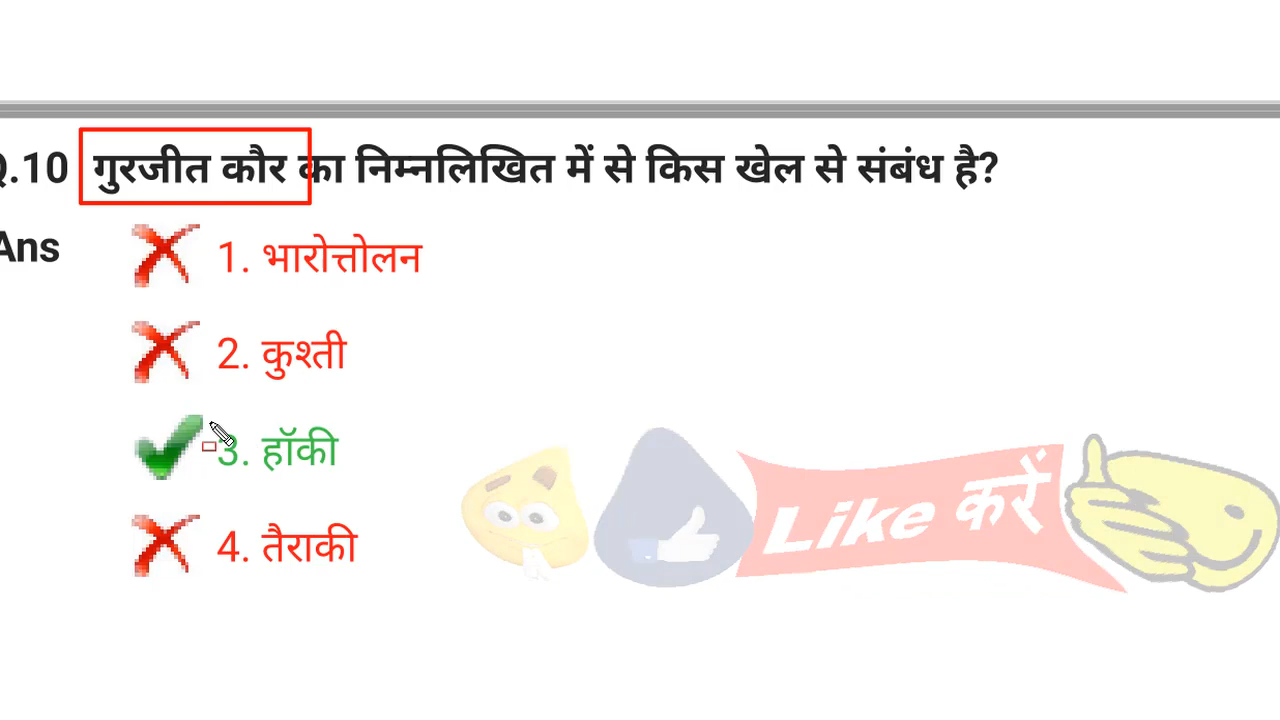 Q.10 गुरजीत कौर का निम्नलिखित में से किस खेल से संबंध है?
Ans
1. भारोत्तोलन
2. कुश्ती
3. हॉकी
4. तैराकी
Like करें